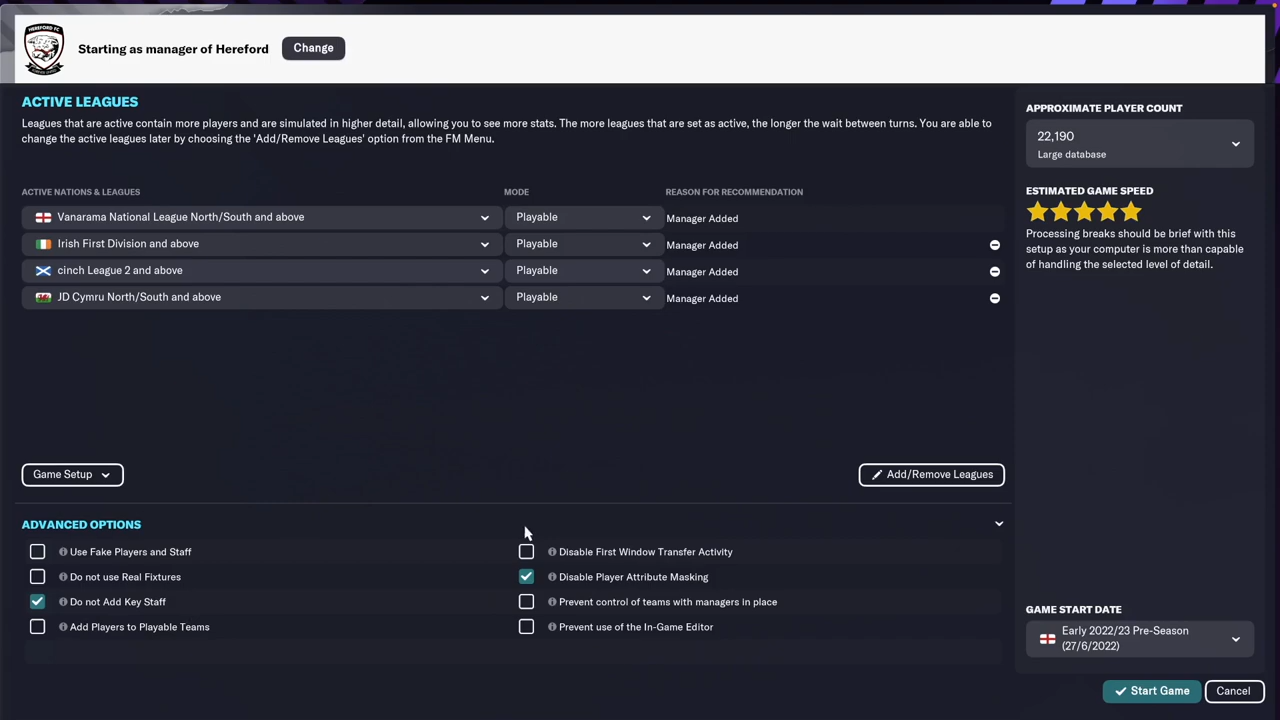 HEREFORD FC
Starting as manager of Hereford
Change
ACTIVE LEAGUES
Leagues that are active contain more players and are simulated in higher detail, allowing you to see more stats. The more leagues that are set as active, the longer the wait between turns. You are able to
change the active leagues later by choosing the 'Add/Remove Leagues' option from the FM Menu.
ACTIVE NATIONS & LEAGUES MODE REASON FOR RECOMMENDATION
Vanarama National League North/South and above Playable Manager Added
Irish First Division and above Playable Manager Added
cinch League 2 and above Playable Manager Added
JD Cymru North/South and above Playable Manager Added
Game Setup
Add/Remove Leagues
ADVANCED OPTIONS
Use Fake Players and Staff
Do not use Real Fixtures
Do not Add Key Staff
Add Players to Playable Teams
Disable First Window Transfer Activity
Disable Player Attribute Masking
Prevent control of teams with managers in place
Prevent use of the In-Game Editor
APPROXIMATE PLAYER COUNT
22,190
Large database
ESTIMATED GAME SPEED
Processing breaks should be brief with this
setup as your computer is more than capable
of handling the selected level of detail.
GAME START DATE
Early 2022/23 Pre-Season
(27/6/2022)
Start Game
Cancel